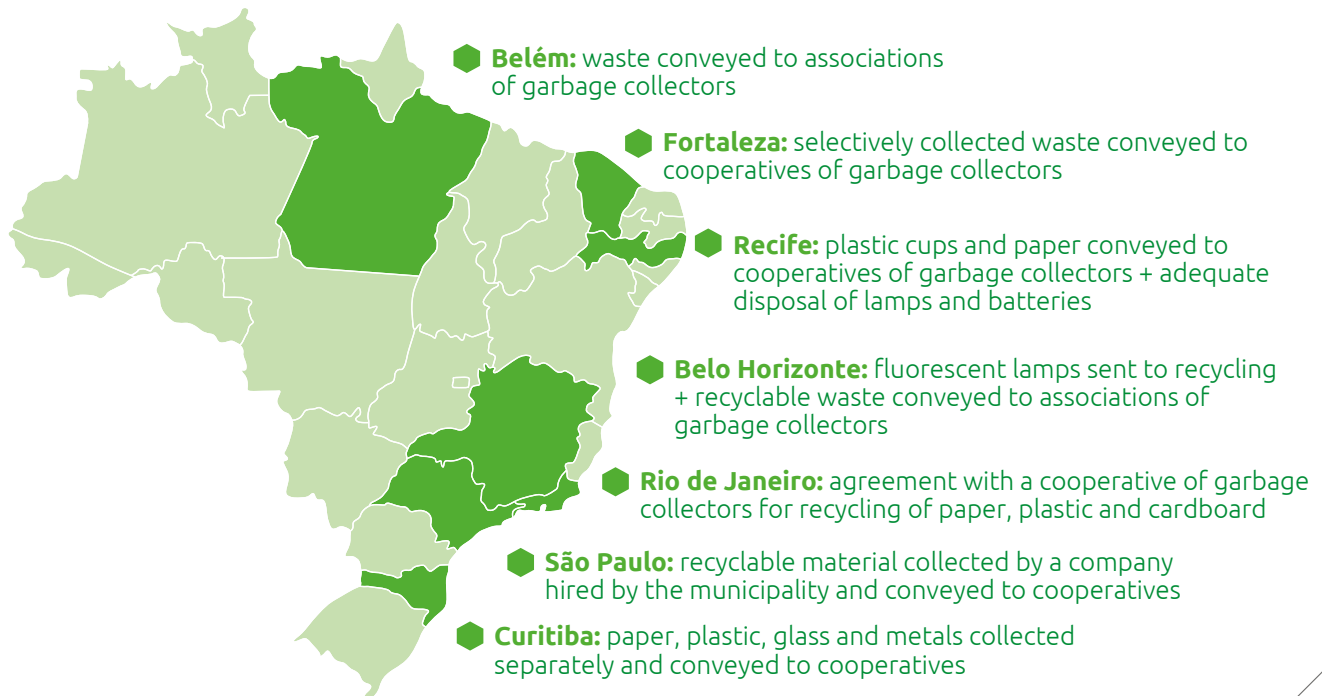 Belém: waste conveyed to associations
of garbage collectors
Fortaleza: selectively collected waste conveyed to
cooperatives of garbage collectors
Recife: plastic cups and paper conveyed to
cooperatives of garbage collectors + adequate
disposal of lamps and batteries
Belo Horizonte: fluorescent lamps sent to recycling
+ recyclable waste conveyed to associations of
garbage collectors
Rio de Janeiro: agreement with a cooperative of garbage
collectors for recycling of paper, plastic and cardboard
São Paulo: recyclable material collected by a company
hired by the municipality and conveyed to cooperatives
Curitiba: paper, plastic, glass and metals collected
separately and conveyed to cooperatives